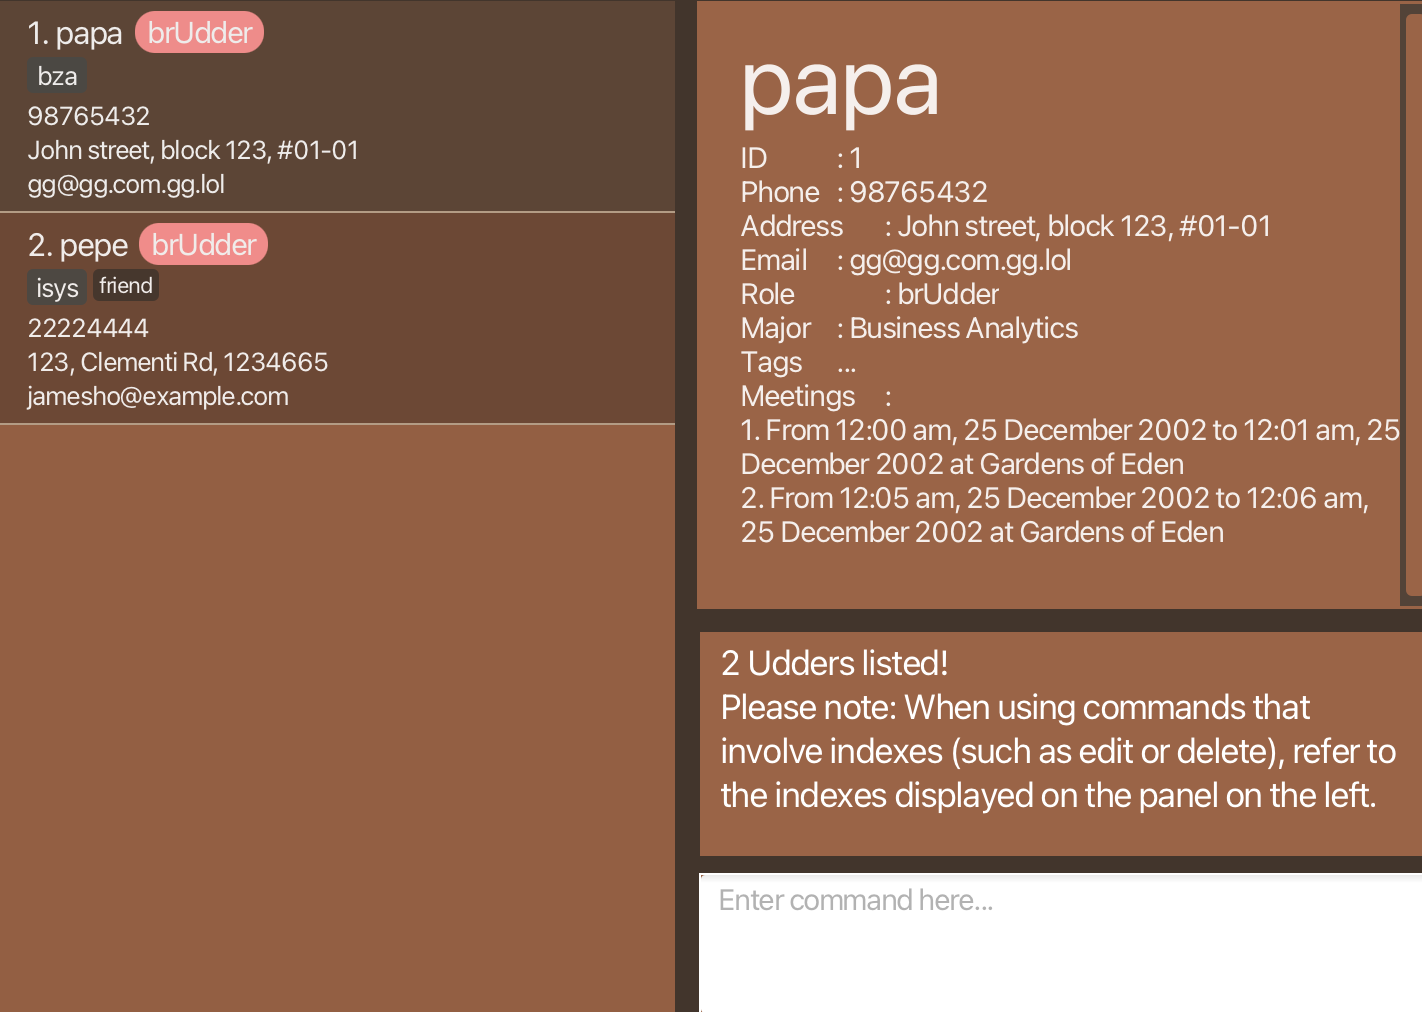 1. papa brUdder
bza
98765432
John street, block 123, #01-01
gg@gg.com.gg.lol
2. pepe brUdder
isys friend
22224444
123, Clementi Rd, 1234665
jamesho@example.com
papa
ID : 1
Phone : 98765432
Address : John street, block 123, #01-01
Email : gg@gg.com.gg.lol
Role : brUdder
Major : Business Analytics
Tags ...
Meetings :
1. From 12:00 am, 25 December 2002 to 12:01 am, 25
December 2002 at Gardens of Eden
2. From 12:05 am, 25 December 2002 to 12:06 am,
25 December 2002 at Gardens of Eden
2 Udders listed!
Please note: When using commands that
involve indexes (such as edit or delete), refer to
the indexes displayed on the panel on the left.
Enter command here...